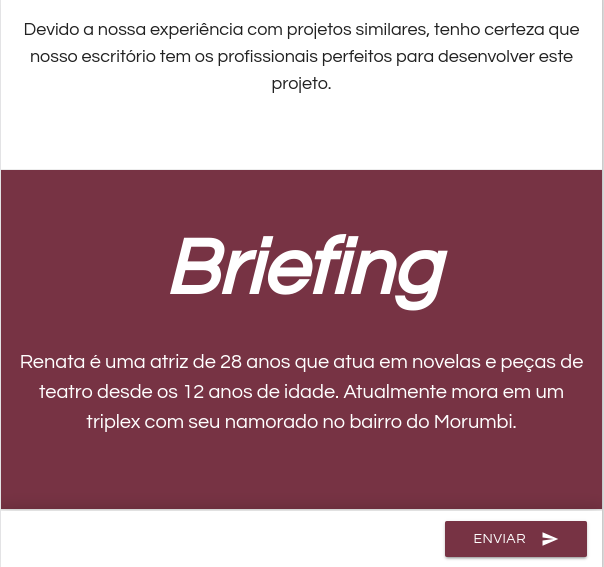 Devido a nossa experiência com projetos similares, tenho certeza que
nosso escritório tem os profissionais perfeitos para desenvolver este
projeto.
Briefing
Renata é uma atriz de 28 anos que atua em novelas e peças de
teatro desde os 12 anos de idade. Atualmente mora em um
triplex com seu namorado no bairro do Morumbi.
ENVIAR